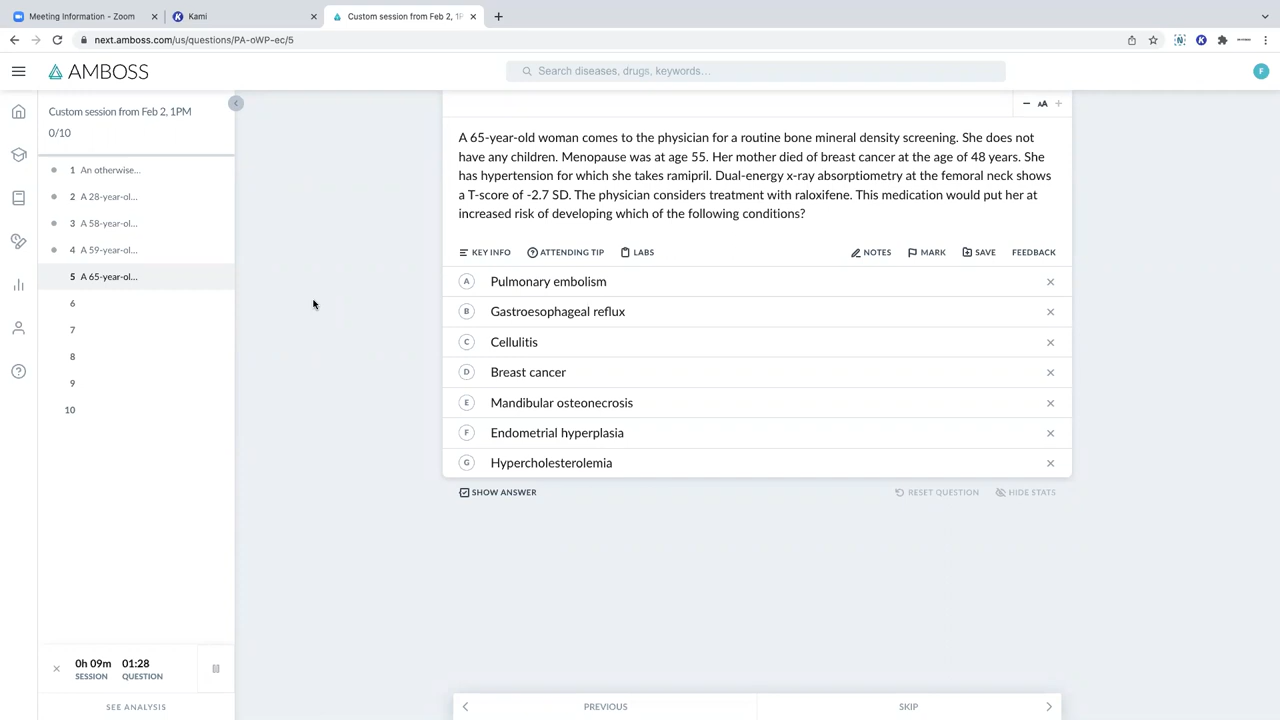 Meeting Information - Zoom
Kami
Custom session from Feb 2, 1P
next.amboss.com/us/questions/PA-oWP-ec/5
AMBOSS
Search diseases, drugs, keywords…
F
Custom session from Feb 2, 1PM
0/10
1 An otherwise...
2 A 28-year-ol...
3 A 58-year-ol...
4 A 59-year-ol...
5 A 65-year-ol...
6
7
8
9
10
0h 09m 01:28
SESSION QUESTION
SEE ANALYSIS
AA
A 65-year-old woman comes to the physician for a routine bone mineral density screening. She does not
have any children. Menopause was at age 55. Her mother died of breast cancer at the age of 48 years. She
has hypertension for which she takes ramipril. Dual-energy x-ray absorptiometry at the femoral neck shows
a T-score of -2.7 SD. The physician considers treatment with raloxifene. This medication would put her at
increased risk of developing which of the following conditions?
KEY INFO ATTENDING TIP LABS NOTES MARK SAVE FEEDBACK
A Pulmonary embolism
B Gastroesophageal reflux
C Cellulitis
D Breast cancer
E Mandibular osteonecrosis
F Endometrial hyperplasia
G Hypercholesterolemia
SHOW ANSWER RESET QUESTION HIDE STATS
PREVIOUS SKIP